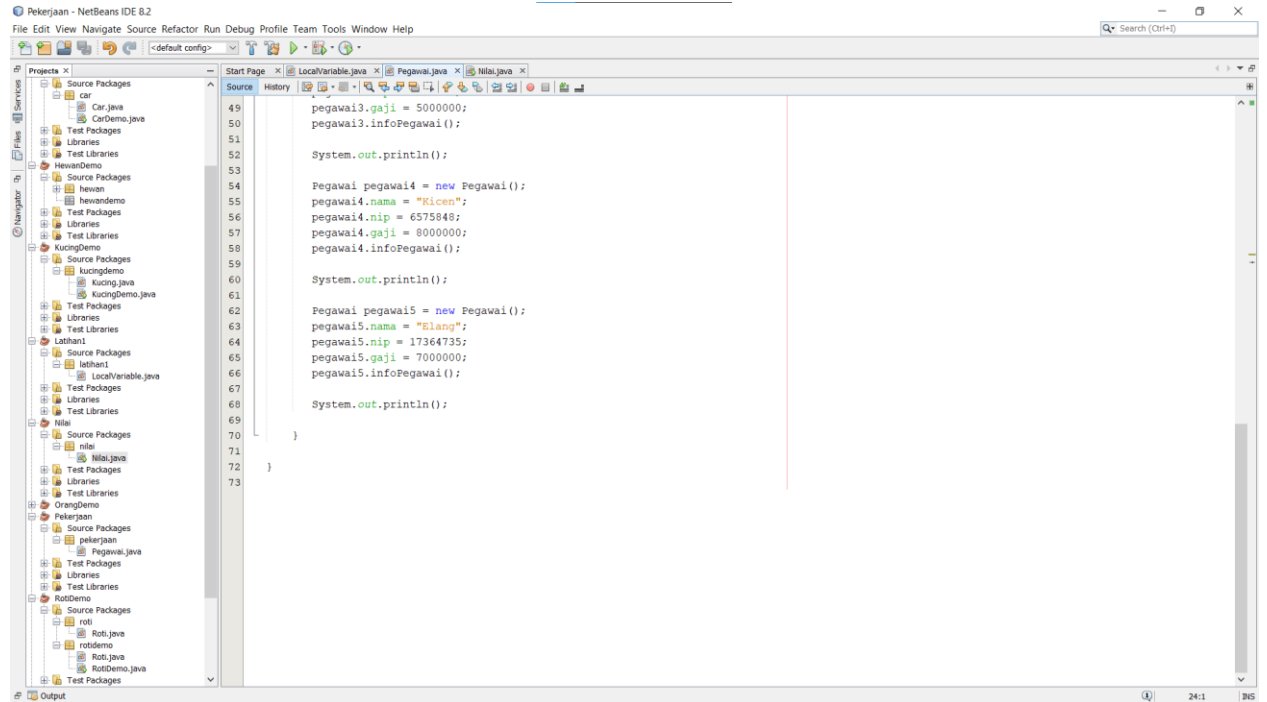 Pekerjaan - NetBeans IDE 8.2
File Edit View Navigate Source Refactor Run Debug Profile Team Tools Window Help
Search (Ctrl+I)
<default config>
Projects
Services
Files
Navigator
Source Packages
car
Car.java
CarDemo.java
Test Packages
Libraries
Test Libraries
HewanDemo
Source Packages
hewan
hewandemo
Test Packages
Libraries
Test Libraries
KucingDemo
Source Packages
kucingdemo
Kucing.java
KucingDemo.java
Test Packages
Libraries
Test Libraries
Latihan1
Source Packages
latihan1
LocalVariable.java
Test Packages
Libraries
Test Libraries
Nilai
Source Packages
nilai
Nilai.java
Test Packages
Libraries
Test Libraries
OrangDemo
Pekerjaan
Source Packages
pekerjaan
Pegawai.java
Test Packages
Libraries
Test Libraries
RotiDemo
Source Packages
roti
Roti.java
rotidemo
Roti.java
RotiDemo.java
Test Packages
Start Page LocalVariable.java Pegawai.java Nilai.java
Source History
49 pegawai3.gaji = 5000000;
50 pegawai3.infoPegawai();
51
52 System.out.println();
53
54 Pegawai pegawai4 = new Pegawai();
55 pegawai4.nama = "Kicen";
56 pegawai4.nip = 6575848;
57 pegawai4.gaji = 8000000;
58 pegawai4.infoPegawai();
59
60 System.out.println();
61
62 Pegawai pegawai5 = new Pegawai();
63 pegawai5.nama = "Elang";
64 pegawai5.nip = 17364735;
65 pegawai5.gaji = 7000000;
66 pegawai5.infoPegawai();
67
68 System.out.println();
69
70 }
71
72 }
73
Output
24:1 INS